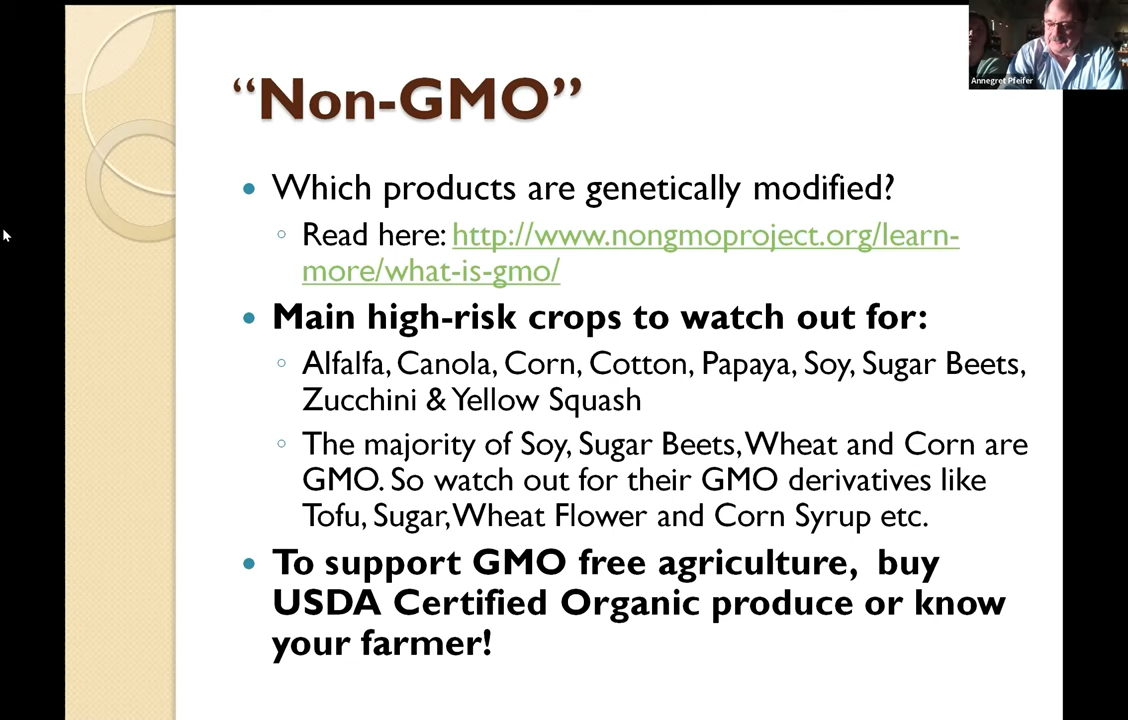 “Non-GMO”
Annegret Pfeifer
• Which products are genetically modified?
◦ Read here: http://www.nongmoproject.org/learn-
more/what-is-gmo/
• Main high-risk crops to watch out for:
◦ Alfalfa, Canola, Corn, Cotton, Papaya, Soy, Sugar Beets,
Zucchini & Yellow Squash
◦ The majority of Soy, Sugar Beets, Wheat and Corn are
GMO. So watch out for their GMO derivatives like
Tofu, Sugar, Wheat Flower and Corn Syrup etc.
• To support GMO free agriculture,  buy
USDA Certified Organic produce or know
your farmer!